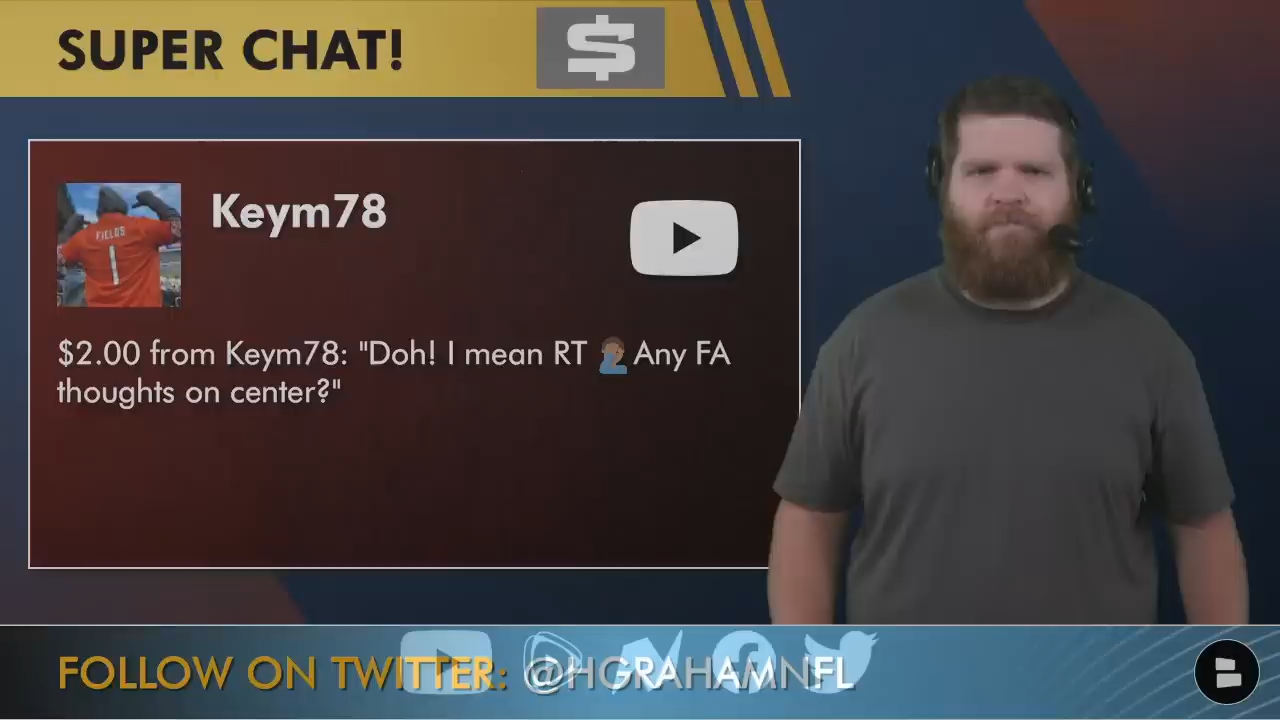 SUPER CHAT!
$
Keym78
FIELDS
1
$2.00 from Keym78: "Doh! I mean RT 🤦🏽‍♂️ Any FA
thoughts on center?"
FOLLOW ON TWITTER: @HGRAHAMNFL